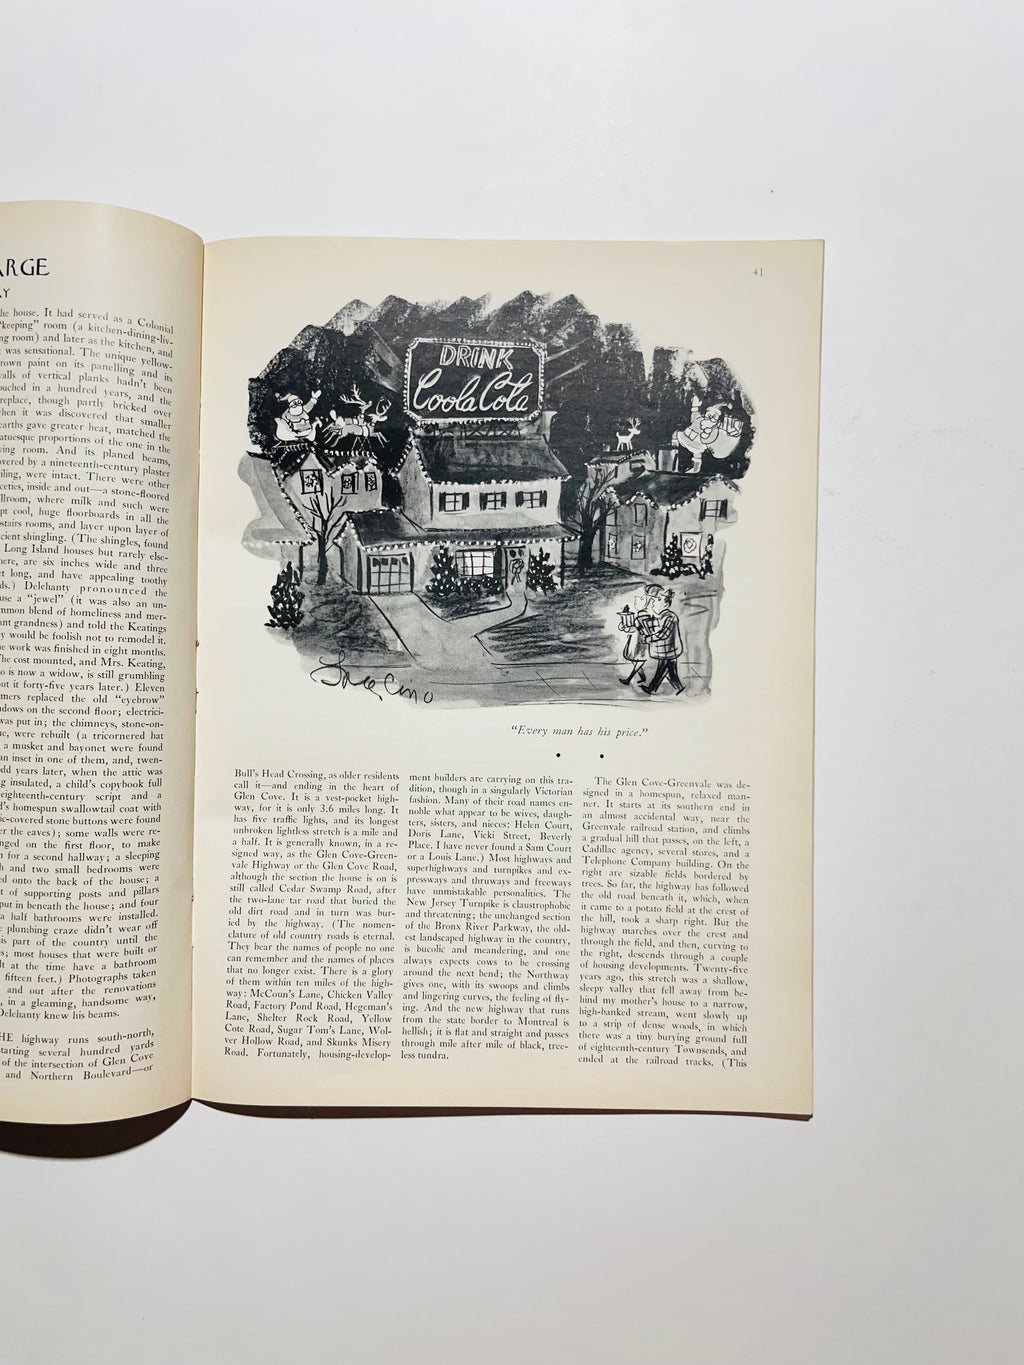 ARGE
AY
he house. It had served as a Colonial
"keeping" room (a kitchen-dining-liv-
ng room) and later as the kitchen, and
was sensational. The unique yellow-
rown paint on its panelling and its
valls of vertical planks hadn't been
ouched in a hundred years, and the
replace, though partly bricked over
hen it was discovered that smaller
earths gave greater heat, matched the
atuesque proportions of the one in the
ving room. And its planed beams,
overed by a nineteenth-century plaster
iling, were intact. There were other
ceties, inside and out—a stone-floored
llroom, where milk and such were
pt cool, huge floorboards in all the
stairs rooms, and layer upon layer of
cient shingling. (The shingles, found
Long Island houses but rarely else-
here, are six inches wide and three
et long, and have appealing toothy
ds.) Delehanty pronounced the
use a "jewel" (it was also an un-
mmon blend of homeliness and mer-
ant grandness) and told the Keatings
y would be foolish not to remodel it.
e work was finished in eight months.
The cost mounted, and Mrs. Keating,
o is now a widow, is still grumbling
ut it forty-five years later.) Eleven
mers replaced the old "eyebrow"
dows on the second floor; electrici-
was put in; the chimneys, stone-on-
ne, were rebuilt (a tricornered hat
a musket and bayonet were found
an inset in one of them, and, twen-
dd years later, when the attic was
g insulated, a child's copybook full
eighteenth-century script and a
d's homespun swallowtail coat with
ic-covered stone buttons were found
er the eaves); some walls were re-
nged on the first floor, to make
n for a second hallway; a sleeping
h and two small bedrooms were
ed onto the back of the house; a
t of supporting posts and pillars
put in beneath the house; and four
a half bathrooms were installed.
e plumbing craze didn't wear off
is part of the country until the
s; most houses that were built or
lt at the time have a bathroom
fifteen feet.) Photographs taken
and out after the renovations
, in a gleaming, handsome way,
Delehanty knew his beams.
HE highway runs south-north,
tarting several hundred yards
of the intersection of Glen Cove
and Northern Boulevard—or
41
DRINK
Coola Cola
"Every man has his price."
Bull's Head Crossing, as older residents
call it—and ending in the heart of
Glen Cove. It is a vest-pocket high-
way, for it is only 3.6 miles long. It
has five traffic lights, and its longest
unbroken lightless stretch is a mile and
a half. It is generally known, in a re-
signed way, as the Glen Cove-Green-
vale Highway or the Glen Cove Road,
although the section the house is on is
still called Cedar Swamp Road, after
the two-lane tar road that buried the
old dirt road and in turn was bur-
ied by the highway. (The nomen-
clature of old country roads is eternal.
They bear the names of people no one
can remember and the names of places
that no longer exist. There is a glory
of them within ten miles of the high-
way: McCoun's Lane, Chicken Valley
Road, Factory Pond Road, Hegeman's
Lane, Shelter Rock Road, Yellow
Cote Road, Sugar Tom's Lane, Wol-
ver Hollow Road, and Skunks Misery
Road. Fortunately, housing-develop-
ment builders are carrying on this tra-
dition, though in a singularly Victorian
fashion. Many of their road names en-
noble what appear to be wives, daugh-
ters, sisters, and nieces: Helen Court,
Doris Lane, Vicki Street, Beverly
Place. I have never found a Sam Court
or a Louis Lane.) Most highways and
superhighways and turnpikes and ex-
pressways and thruways and freeways
have unmistakable personalities. The
New Jersey Turnpike is claustrophobic
and threatening; the unchanged section
of the Bronx River Parkway, the old-
est landscaped highway in the country,
is bucolic and meandering, and one
always expects cows to be crossing
around the next bend; the Northway
gives one, with its swoops and climbs
and lingering curves, the feeling of fly-
ing. And the new highway that runs
from the state border to Montreal is
hellish; it is flat and straight and passes
through mile after mile of black, tree-
less tundra.
The Glen Cove-Greenvale was de-
signed in a homespun, relaxed man-
ner. It starts at its southern end in
an almost accidental way, near the
Greenvale railroad station, and climbs
a gradual hill that passes, on the left, a
Cadillac agency, several stores, and a
Telephone Company building. On the
right are sizable fields bordered by
trees. So far, the highway has followed
the old road beneath it, which, when
it came to a potato field at the crest of
the hill, took a sharp right. But the
highway marches over the crest and
through the field, and then, curving to
the right, descends through a couple
of housing developments. Twenty-five
years ago, this stretch was a shallow,
sleepy valley that fell away from be-
hind my mother's house to a narrow,
high-banked stream, went slowly up
to a strip of dense woods, in which
there was a tiny burying ground full
of eighteenth-century Townsends, and
ended at the railroad tracks. (This